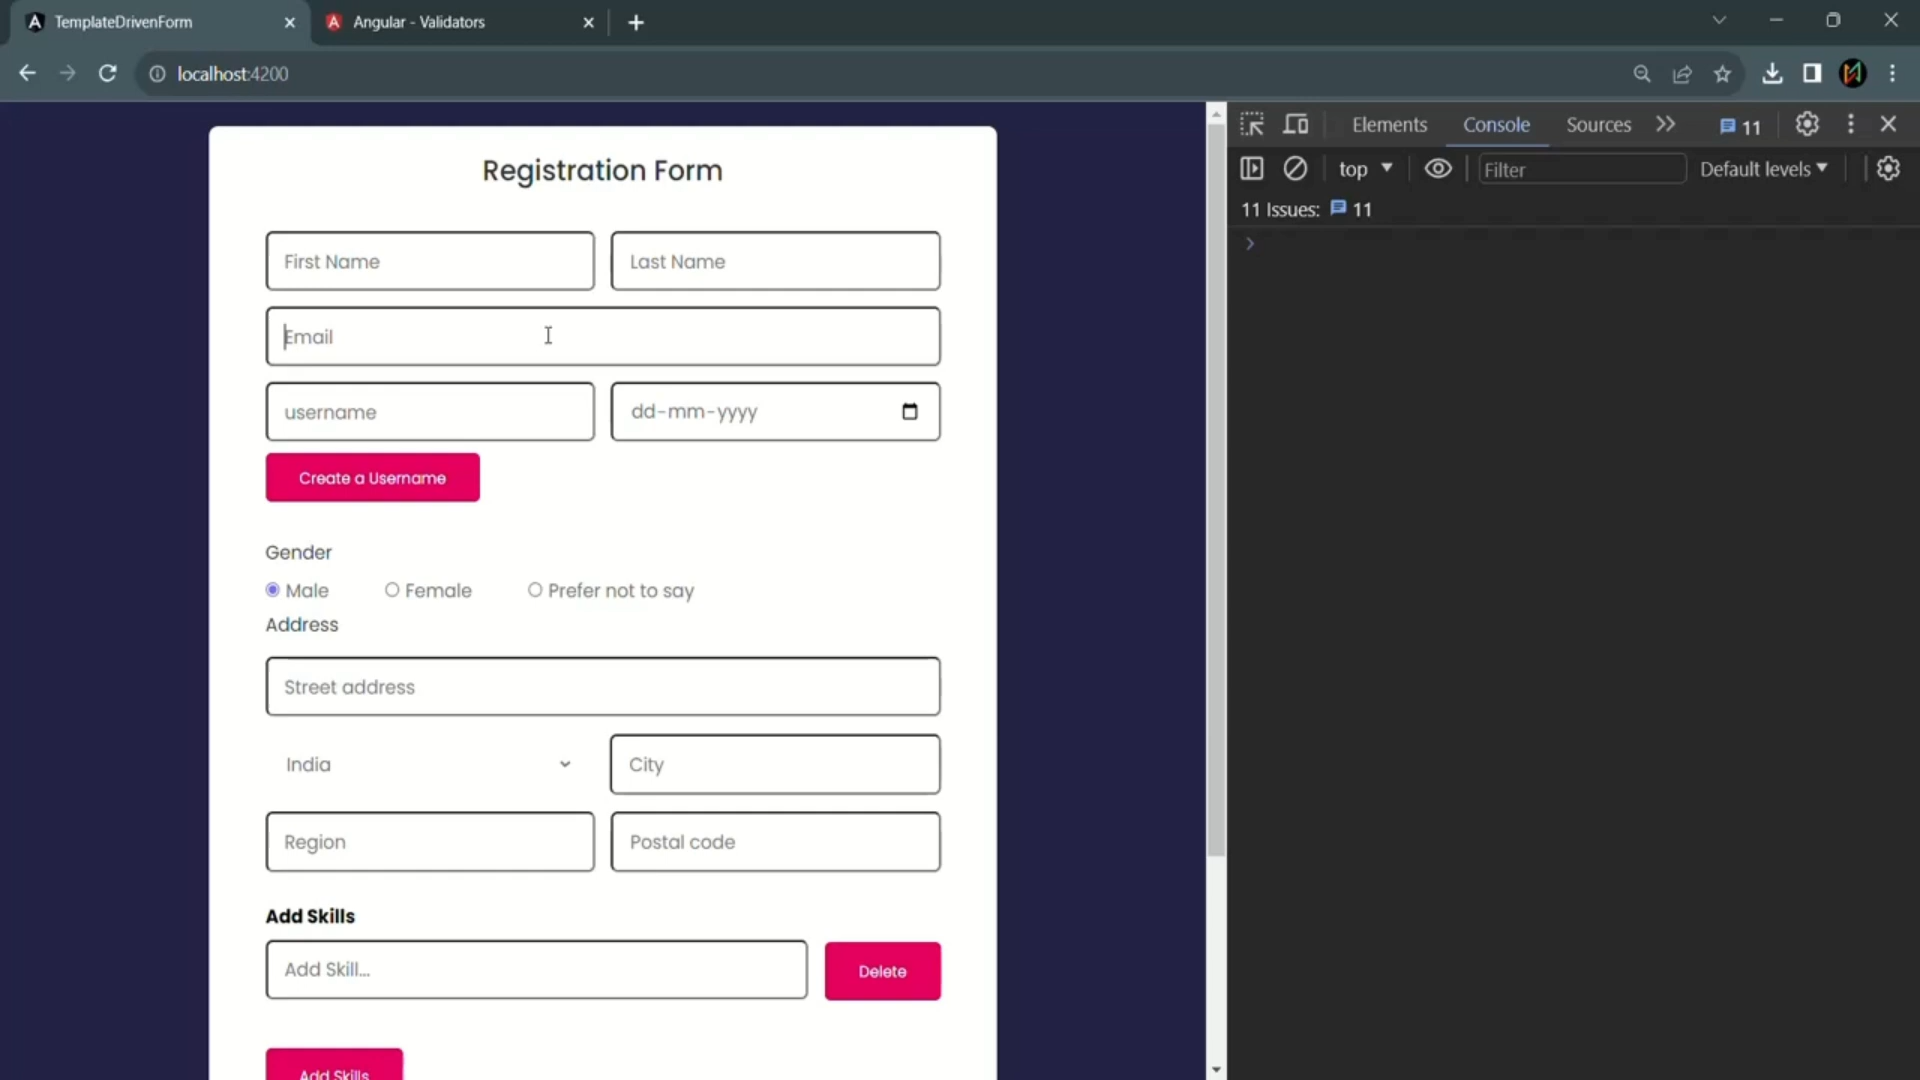 TemplateDrivenForm
Angular - Validators
localhost:4200
Registration Form
First Name
Last Name
Email
username
dd-mm-yyyy
Create a Username
Gender
Male
Female
Prefer not to say
Address
Street address
India
City
Region
Postal code
Add Skills
Add Skill...
Delete
Add Skills
Elements
Console
Sources
11
top
Filter
Default levels
11 Issues:
11